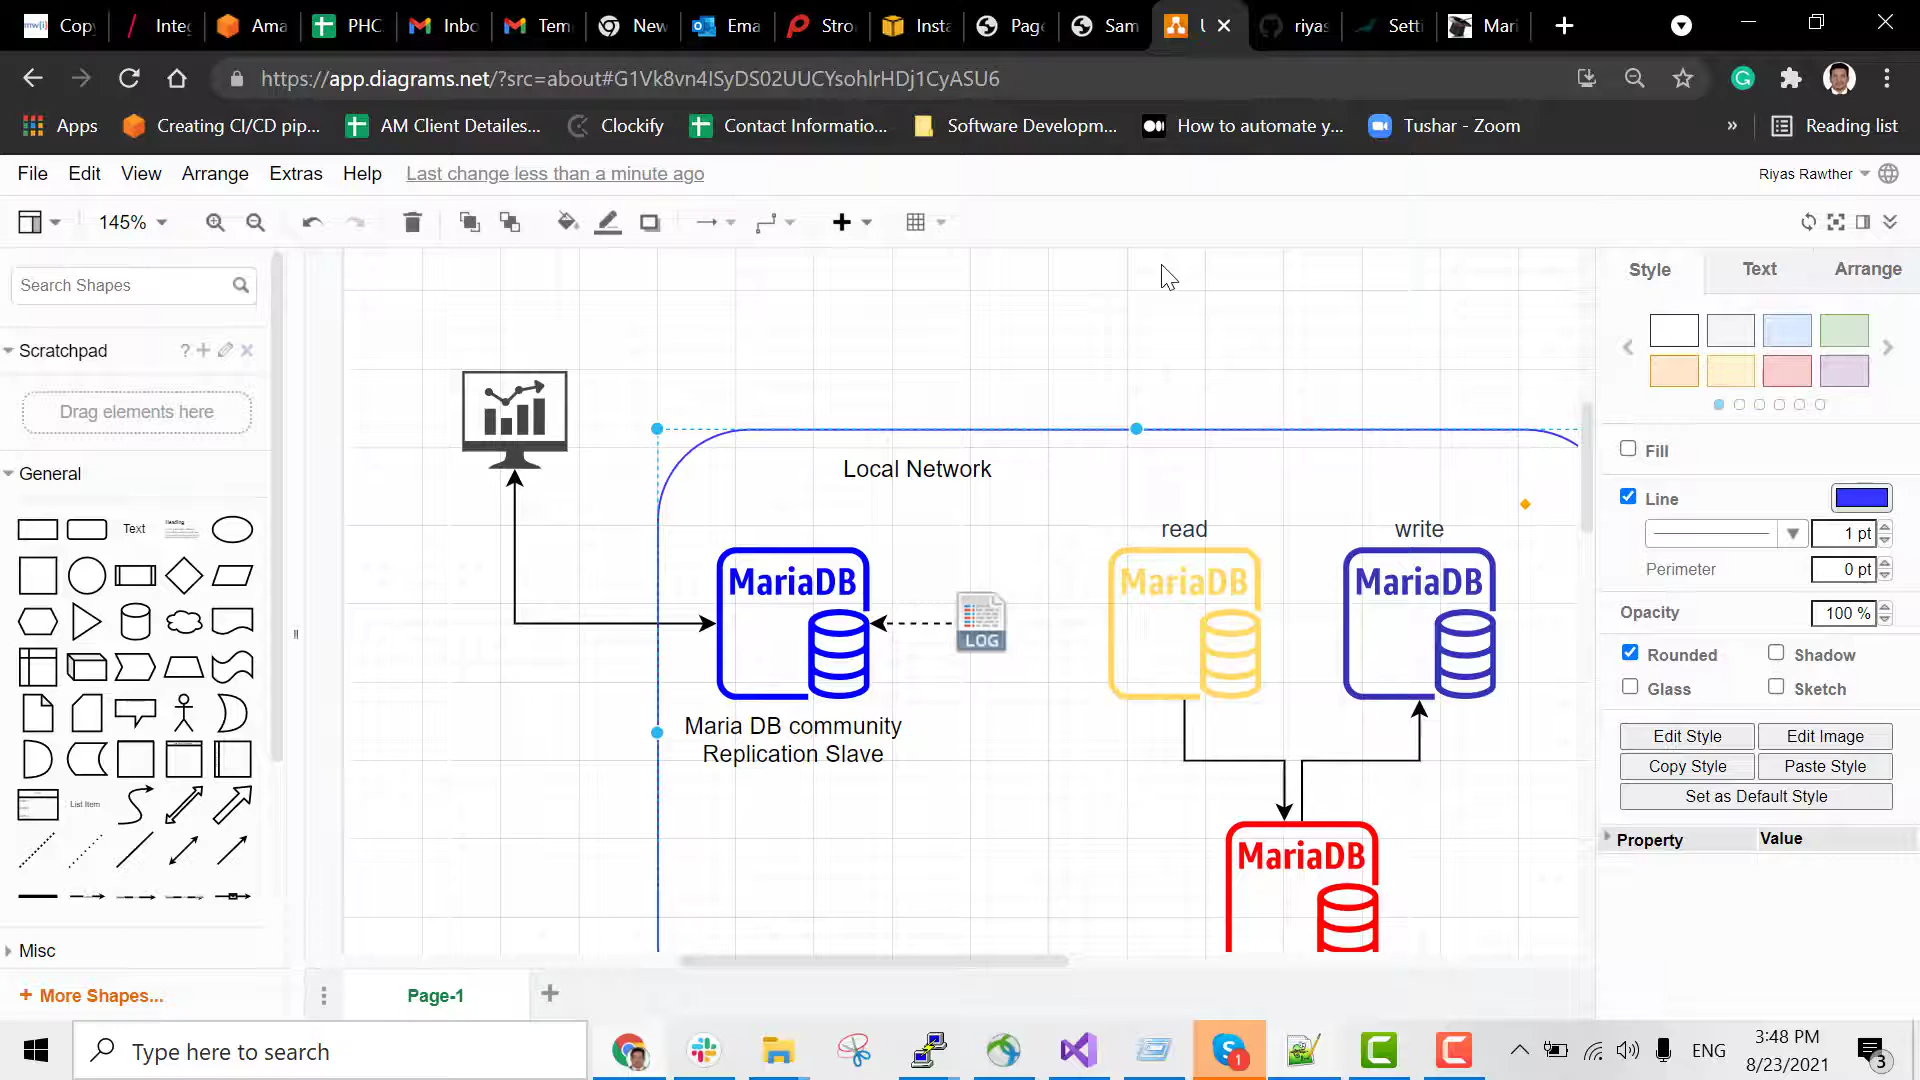 Copy
Integ
Ama
PHC
Inbo
Tem
New
Ema
Stro
Insta
Page
Sam
U
riyas
Setti
Mari
https://app.diagrams.net/?src=about#G1Vk8vn4ISyDS02UUCYsohlrHDj1CyASU6
Apps
Creating CI/CD pip...
AM Client Detailes...
Clockify
Contact Informatio...
Software Developm...
How to automate y...
Tushar - Zoom
»
Reading list
File
Edit
View
Arrange
Extras
Help
Last change less than a minute ago
Riyas Rawther
145%
Search Shapes
Scratchpad
?
Drag elements here
General
Text
Heading
List Item
Misc
+ More Shapes...
Local Network
read
write
MariaDB
MariaDB
MariaDB
LOG
Maria DB community
Replication Slave
MariaDB
Page-1
Style
Text
Arrange
Fill
Line
1 pt
Perimeter
0 pt
Opacity
100 %
Rounded
Shadow
Glass
Sketch
Edit Style
Edit Image
Copy Style
Paste Style
Set as Default Style
Property
Value
Type here to search
1
ENG
3:48 PM
8/23/2021
3